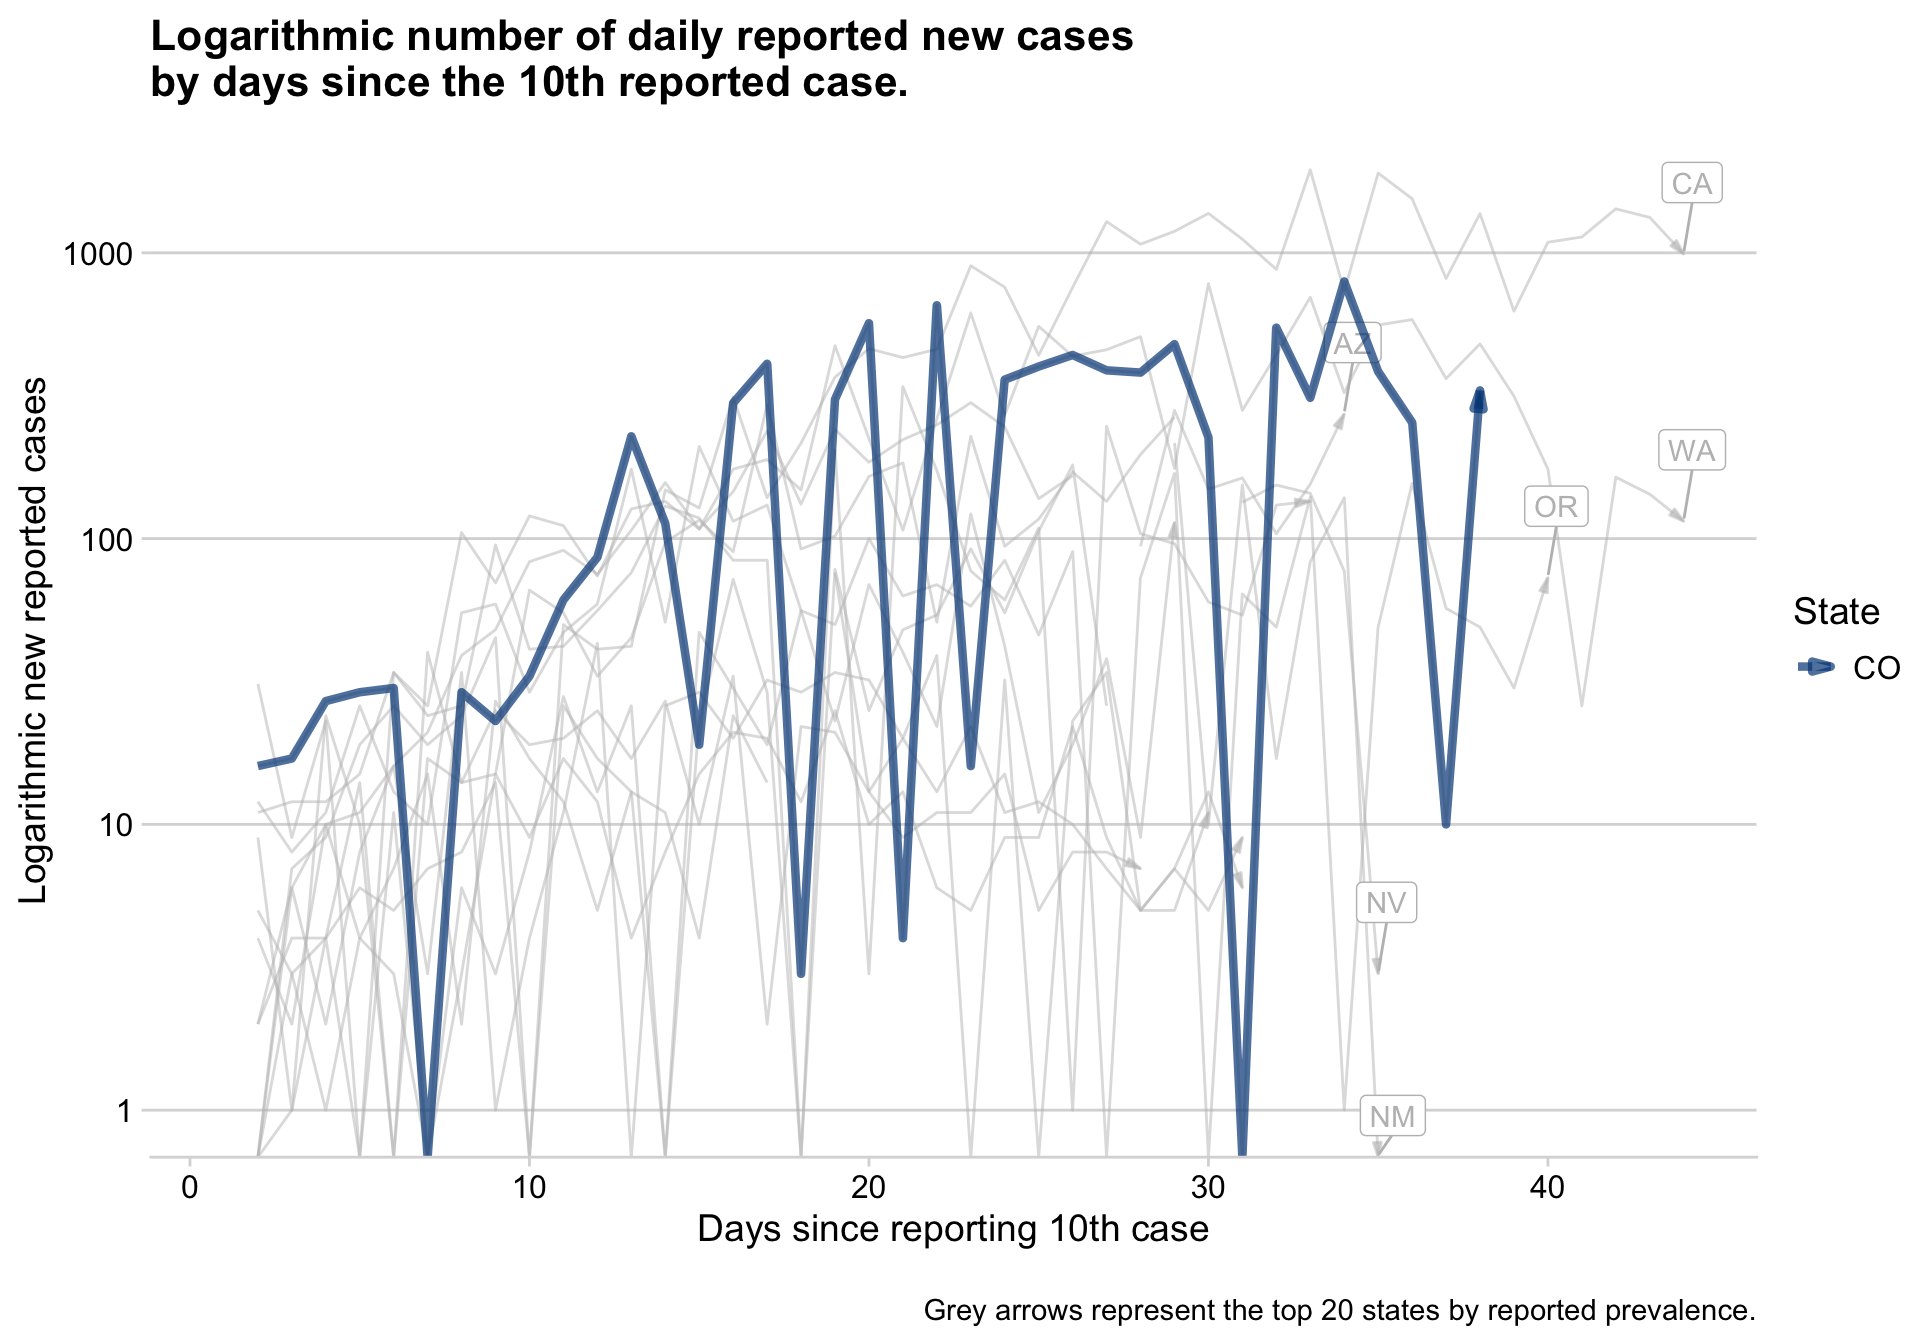 Logarithmic number of daily reported new cases
by days since the 10th reported case.
Logarithmic new reported cases
1000
100
10
1
CA
AZ
WA
OR
NV
NM
State
CO
0 10 20 30 40
Days since reporting 10th case
Grey arrows represent the top 20 states by reported prevalence.